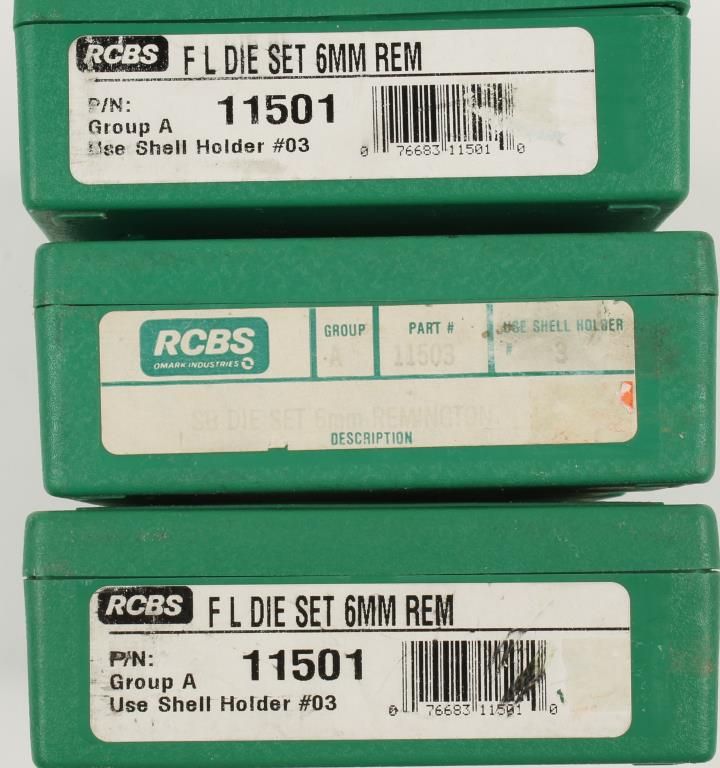 RCBS F L DIE SET 6MM REM
P/N: 11501
Group A
Use Shell Holder #03
0 76683 11501 0
RCBS
OMARK INDUSTRIES
GROUP PART # USE SHELL HOLDER
A 11503 3
SB DIE SET 6mm REMINGTON
DESCRIPTION
RCBS F L DIE SET 6MM REM
P/N: 11501
Group A
Use Shell Holder #03
0 76683 11501 0